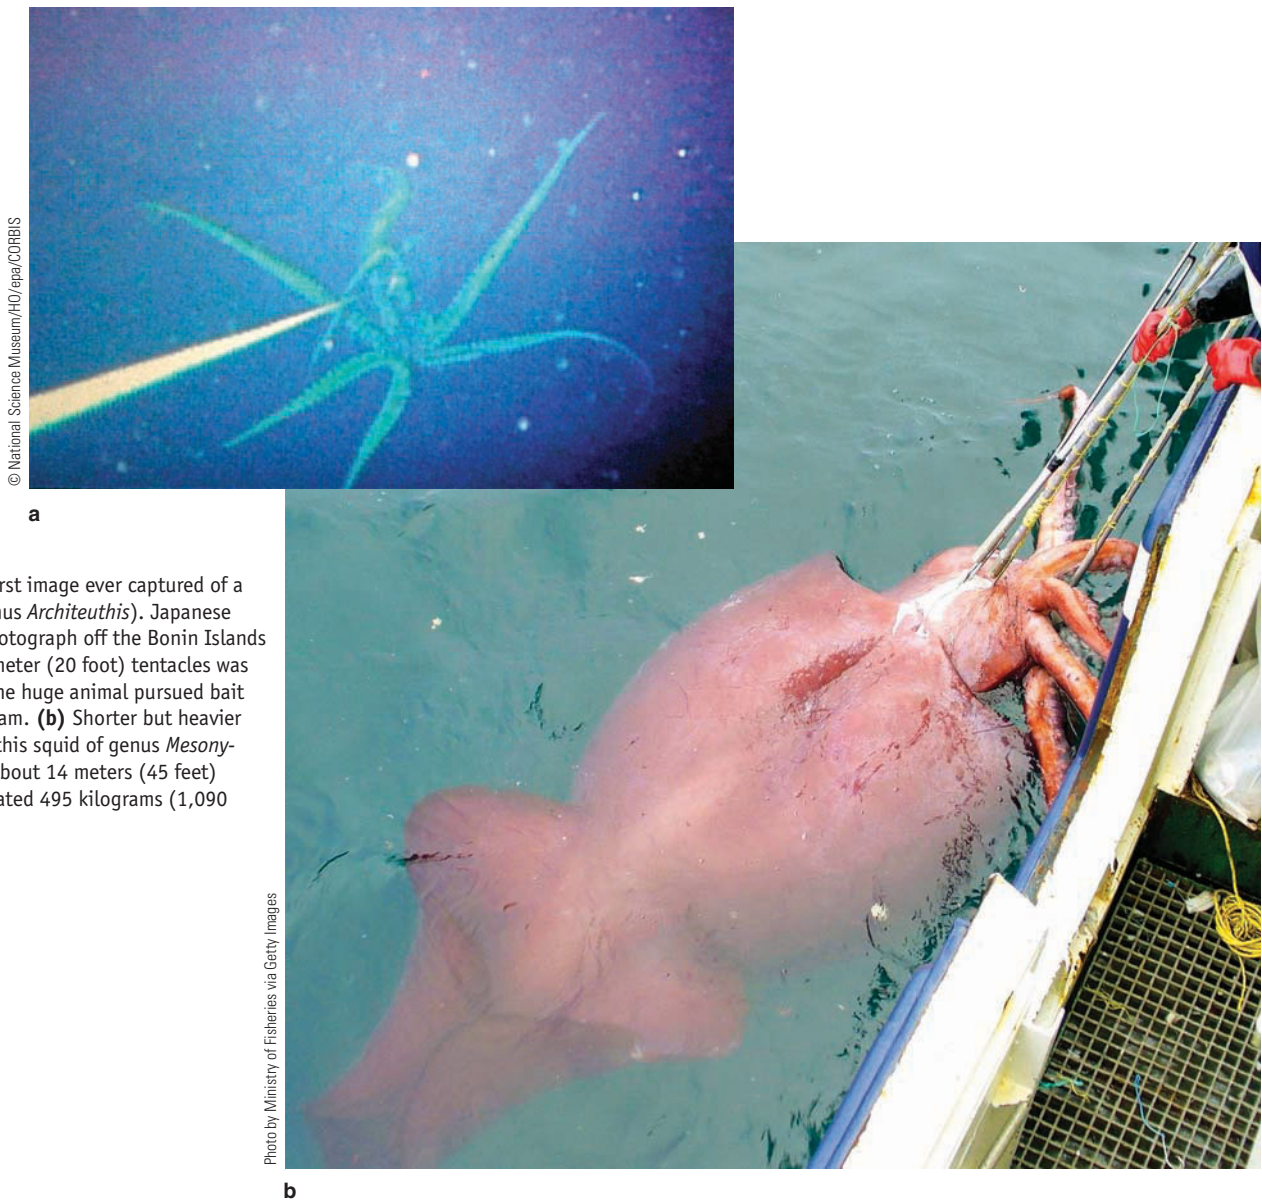 © National Science Museum/HO/epa/CORBIS
a
rst image ever captured of a
us Architeuthis). Japanese
otograph off the Bonin Islands
meter (20 foot) tentacles was
he huge animal pursued bait
am. (b) Shorter but heavier
this squid of genus Mesony-
bout 14 meters (45 feet)
ated 495 kilograms (1,090
Photo by Ministry of Fisheries via Getty Images
b